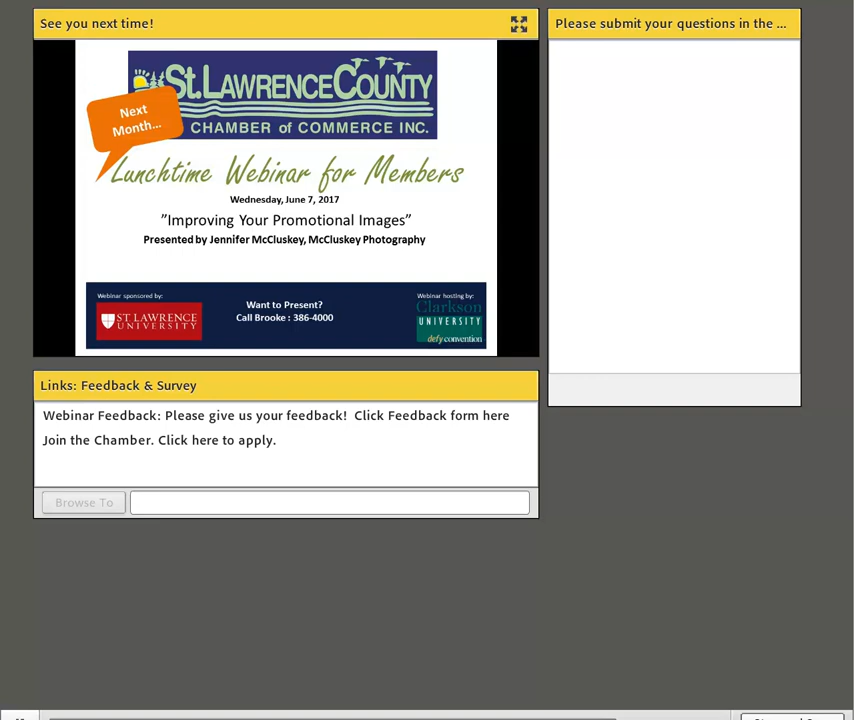 See you next time!
Please submit your questions in the ...
St.LawrenceCounty
CHAMBER of COMMERCE INC.
Next
Month...
Lunchtime Webinar for Members
Wednesday, June 7, 2017
”Improving Your Promotional Images”
Presented by Jennifer McCluskey, McCluskey Photography
Webinar sponsored by:
ST LAWRENCE
UNIVERSITY
Want to Present?
Call Brooke : 386-4000
Webinar hosting by:
Clarkson
UNIVERSITY
defy convention
Links: Feedback & Survey
Webinar Feedback: Please give us your feedback!  Click Feedback form here
Join the Chamber. Click here to apply.
Browse To